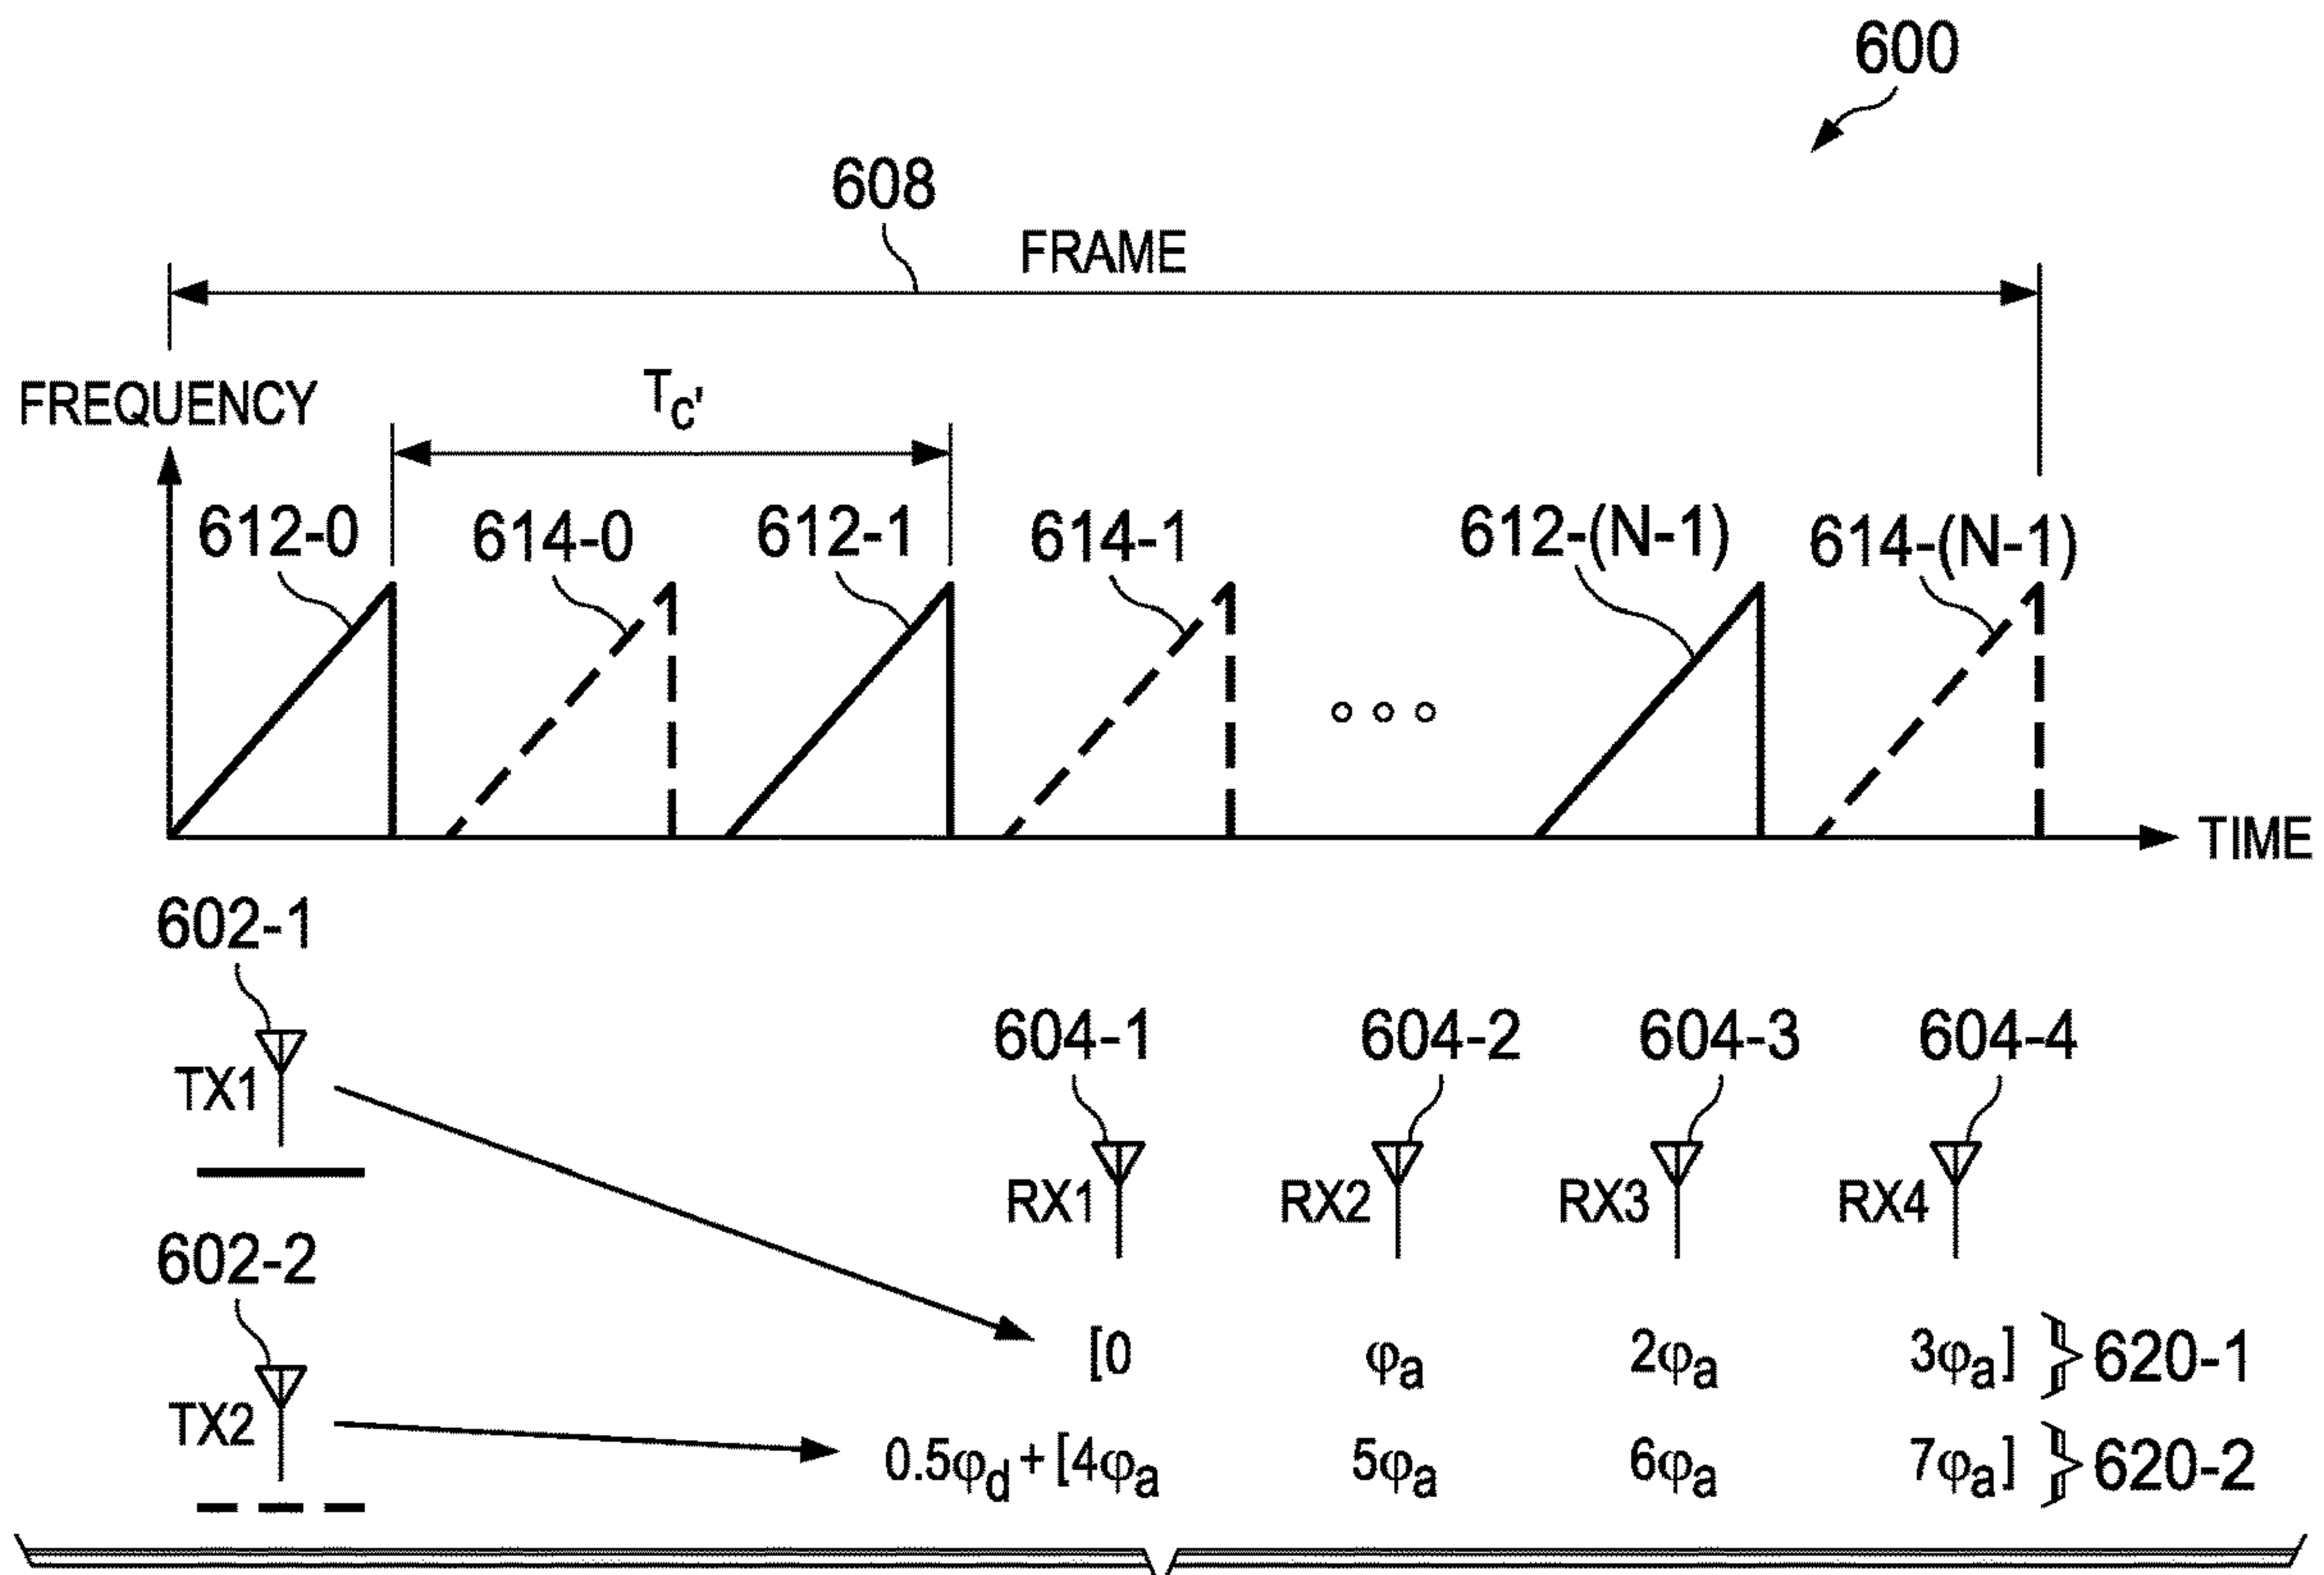 600
608
FRAME
FREQUENCY
Tc'
612-0 614-0 612-1 614-1 612-(N-1) 614-(N-1)
TIME
602-1
604-1 604-2 604-3 604-4
TX1
RX1 RX2 RX3 RX4
602-2
[0 φa 2φa 3φa] 620-1
TX2
0.5φd + [4φa 5φa 6φa 7φa] 620-2